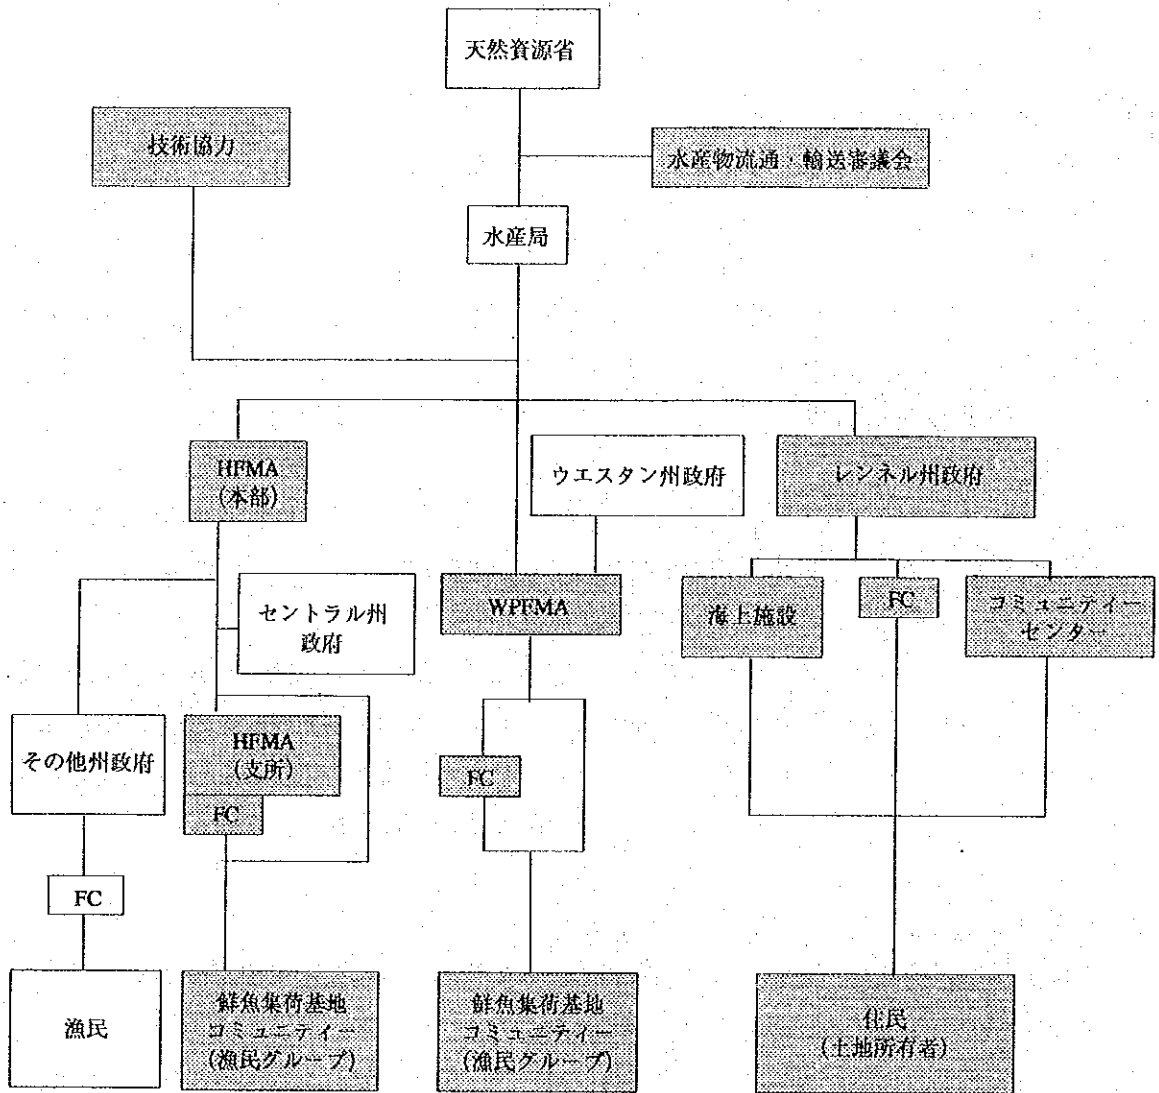 天然資源省
技術協力
水産物流通・輸送審議会
水産局
HFMA
(本部)
ウエスタン州政府
レンネル州政府
セントラル州
政府
WPFMA
海上施設
FC
コミュニティー
センター
その他州政府
HFMA
(支所)
FC
FC
FC
漁民
鮮魚集荷基地
コミュニティー
(漁民グループ)
鮮魚集荷基地
コミュニティー
(漁民グループ)
住民
(土地所有者)